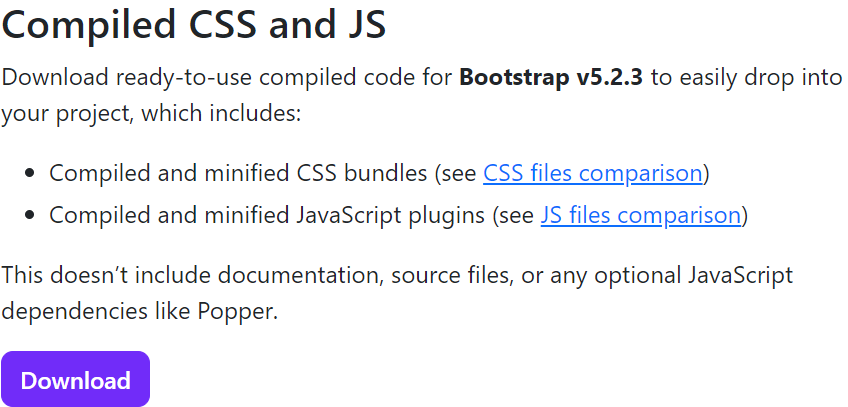 Compiled CSS and JS
Download ready-to-use compiled code for Bootstrap v5.2.3 to easily drop into
your project, which includes:
• Compiled and minified CSS bundles (see CSS files comparison)
• Compiled and minified JavaScript plugins (see JS files comparison)
This doesn’t include documentation, source files, or any optional JavaScript
dependencies like Popper.
Download